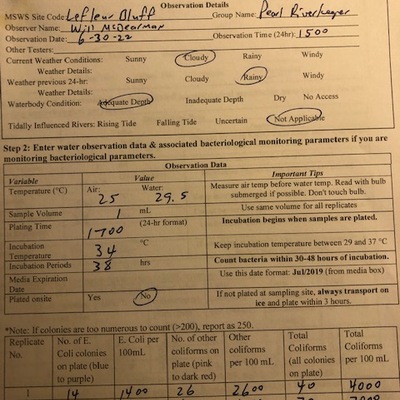 Observation Details
MSWS Site Code: Lefleur Bluff Group Name: Pearl Riverkeeper
Observer Name: Will McDearman
Observation Date: 6-30-22 Observation Time (24hr): 1500
Other Testers:
Current Weather Conditions: Sunny Cloudy Rainy Windy
Weather Details:
Weather previous 24-hr: Sunny Cloudy Rainy Windy
Weather Details:
Waterbody Condition: Adequate Depth Inadequate Depth Dry No Access
Tidally Influenced Rivers: Rising Tide Falling Tide Uncertain Not Applicable
Step 2: Enter water observation data & associated bacteriological monitoring parameters if you are
monitoring bacteriological parameters.
Observation Data
Variable Value Important Tips
Temperature (°C) Air: 25 Water: 29.5 Measure air temp before water temp. Read with bulb
submerged if possible. Don't touch bulb.
Sample Volume 1 mL Use same volume for all replicates
Plating Time 1700 (24-hr format) Incubation begins when samples are plated.
Incubation
Temperature 34 °C Keep incubation temperature between 29 and 37 °C
Incubation Periods 38 hrs Count bacteria within 30-48 hours of incubation.
Media Expiration
Date Use this date format: Jul/2019 (from media box)
Plated onsite Yes No If not plated at sampling site, always transport on
ice and plate within 3 hours.
*Note: If colonies are too numerous to count (>200), report as 250.
Replicate No. of E. E. Coli per No. of other Other Total Total
No. Coli colonies 100mL coliforms on coliforms Coliforms Coliforms
on plate (blue plate (pink per 100 mL (all colonies per 100 mL
to purple) to dark red) on plate)
1 14 1400 26 2600 40 4000